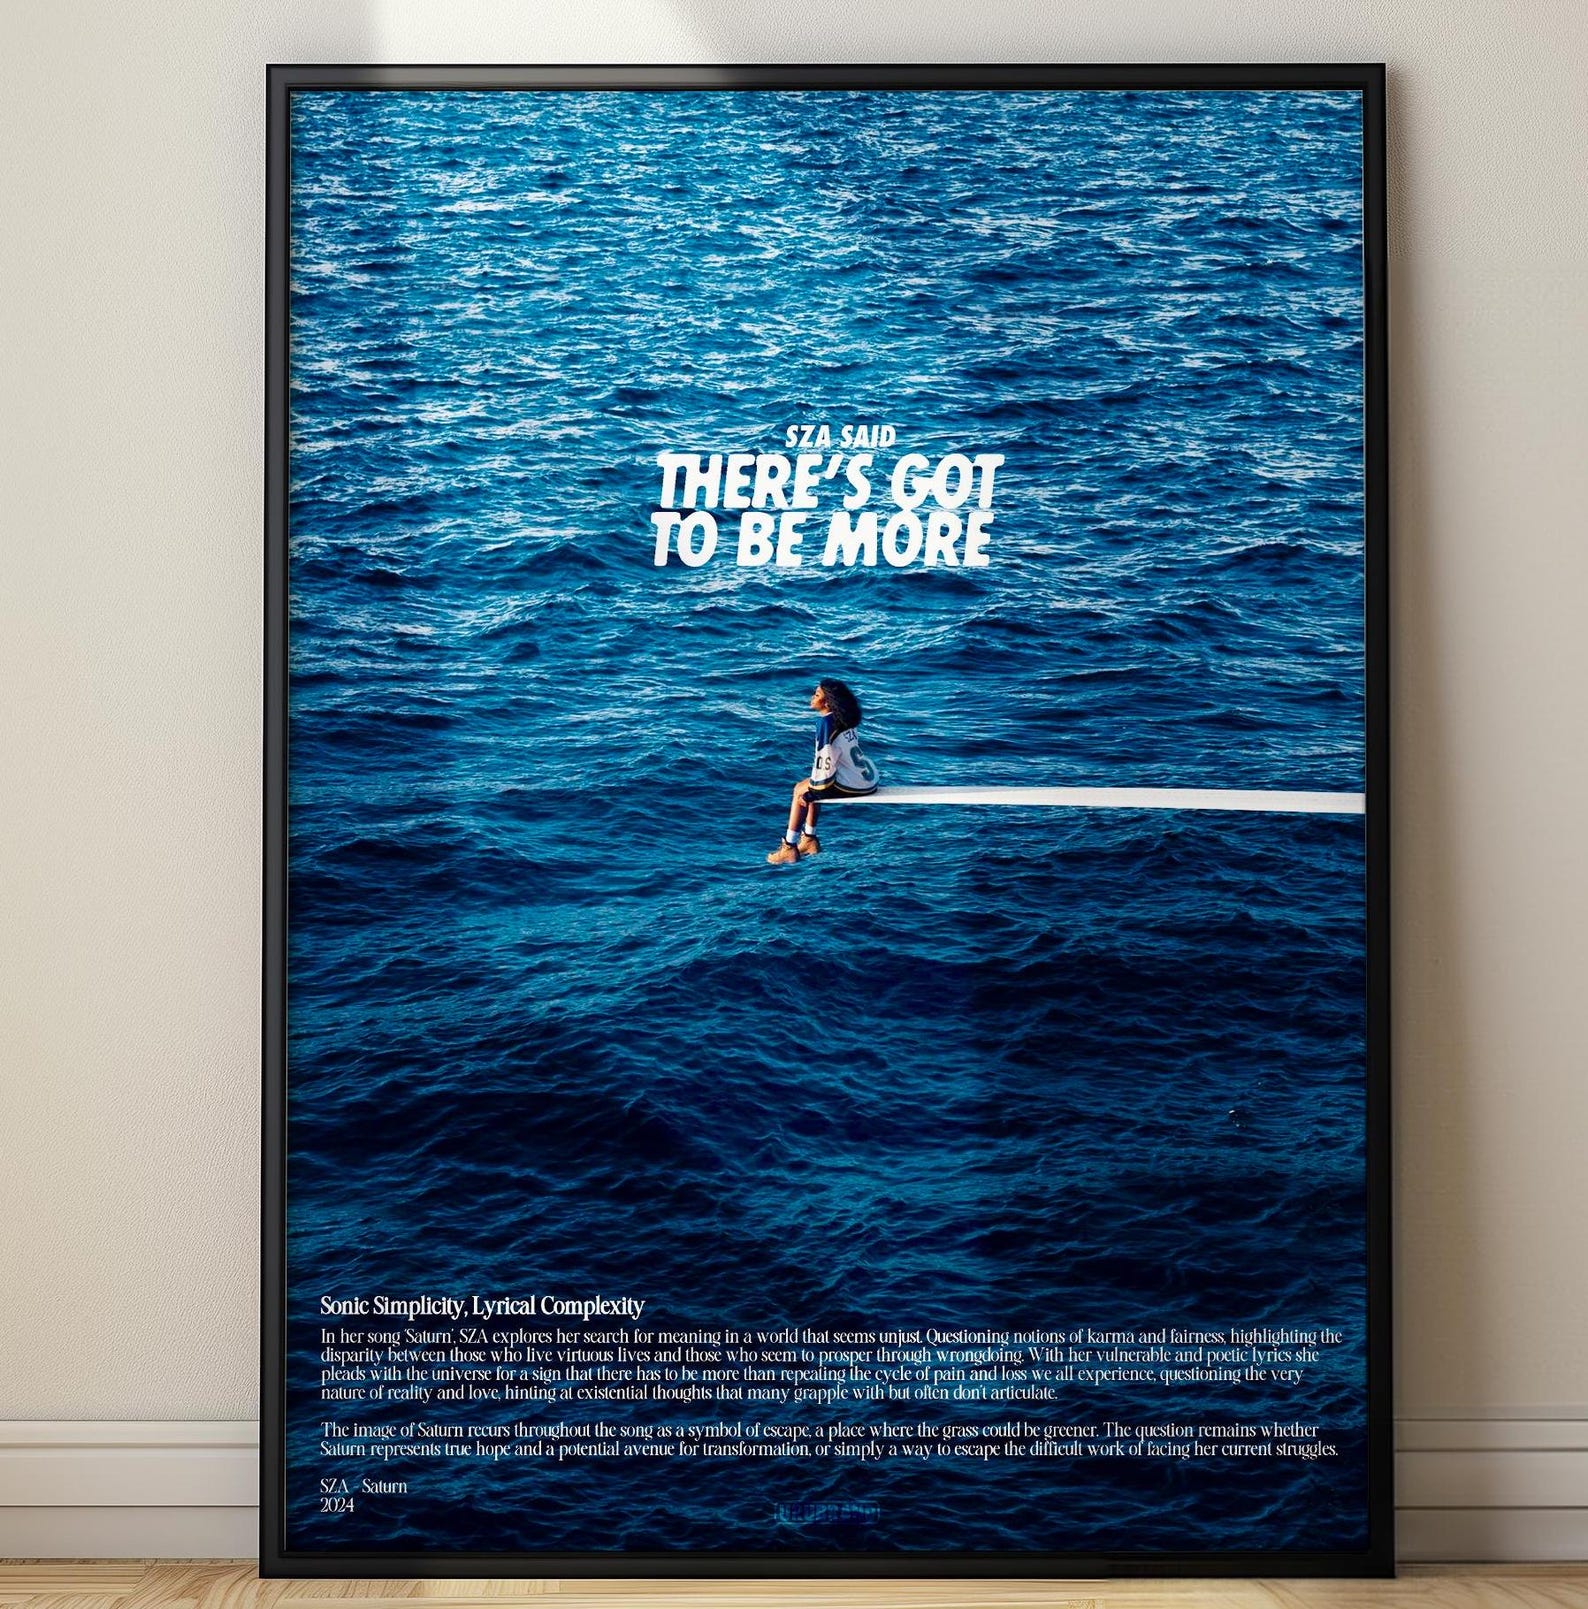 SZA SAID
THERE'S GOT
TO BE MORE
SZA
S
Sonic Simplicity, Lyrical Complexity
In her song 'Saturn', SZA explores her search for meaning in a world that seems unjust. Questioning notions of karma and fairness, highlighting the
disparity between those who live virtuous lives and those who seem to prosper through wrongdoing. With her vulnerable and poetic lyrics she
pleads with the universe for a sign that there has to be more than repeating the cycle of pain and loss we all experience, questioning the very
nature of reality and love, hinting at existential thoughts that many grapple with but often don't articulate.
The image of Saturn recurs throughout the song as a symbol of escape, a place where the grass could be greener. The question remains whether
Saturn represents true hope and a potential avenue for transformation, or simply a way to escape the difficult work of facing her current struggles.
SZA - Saturn
2024